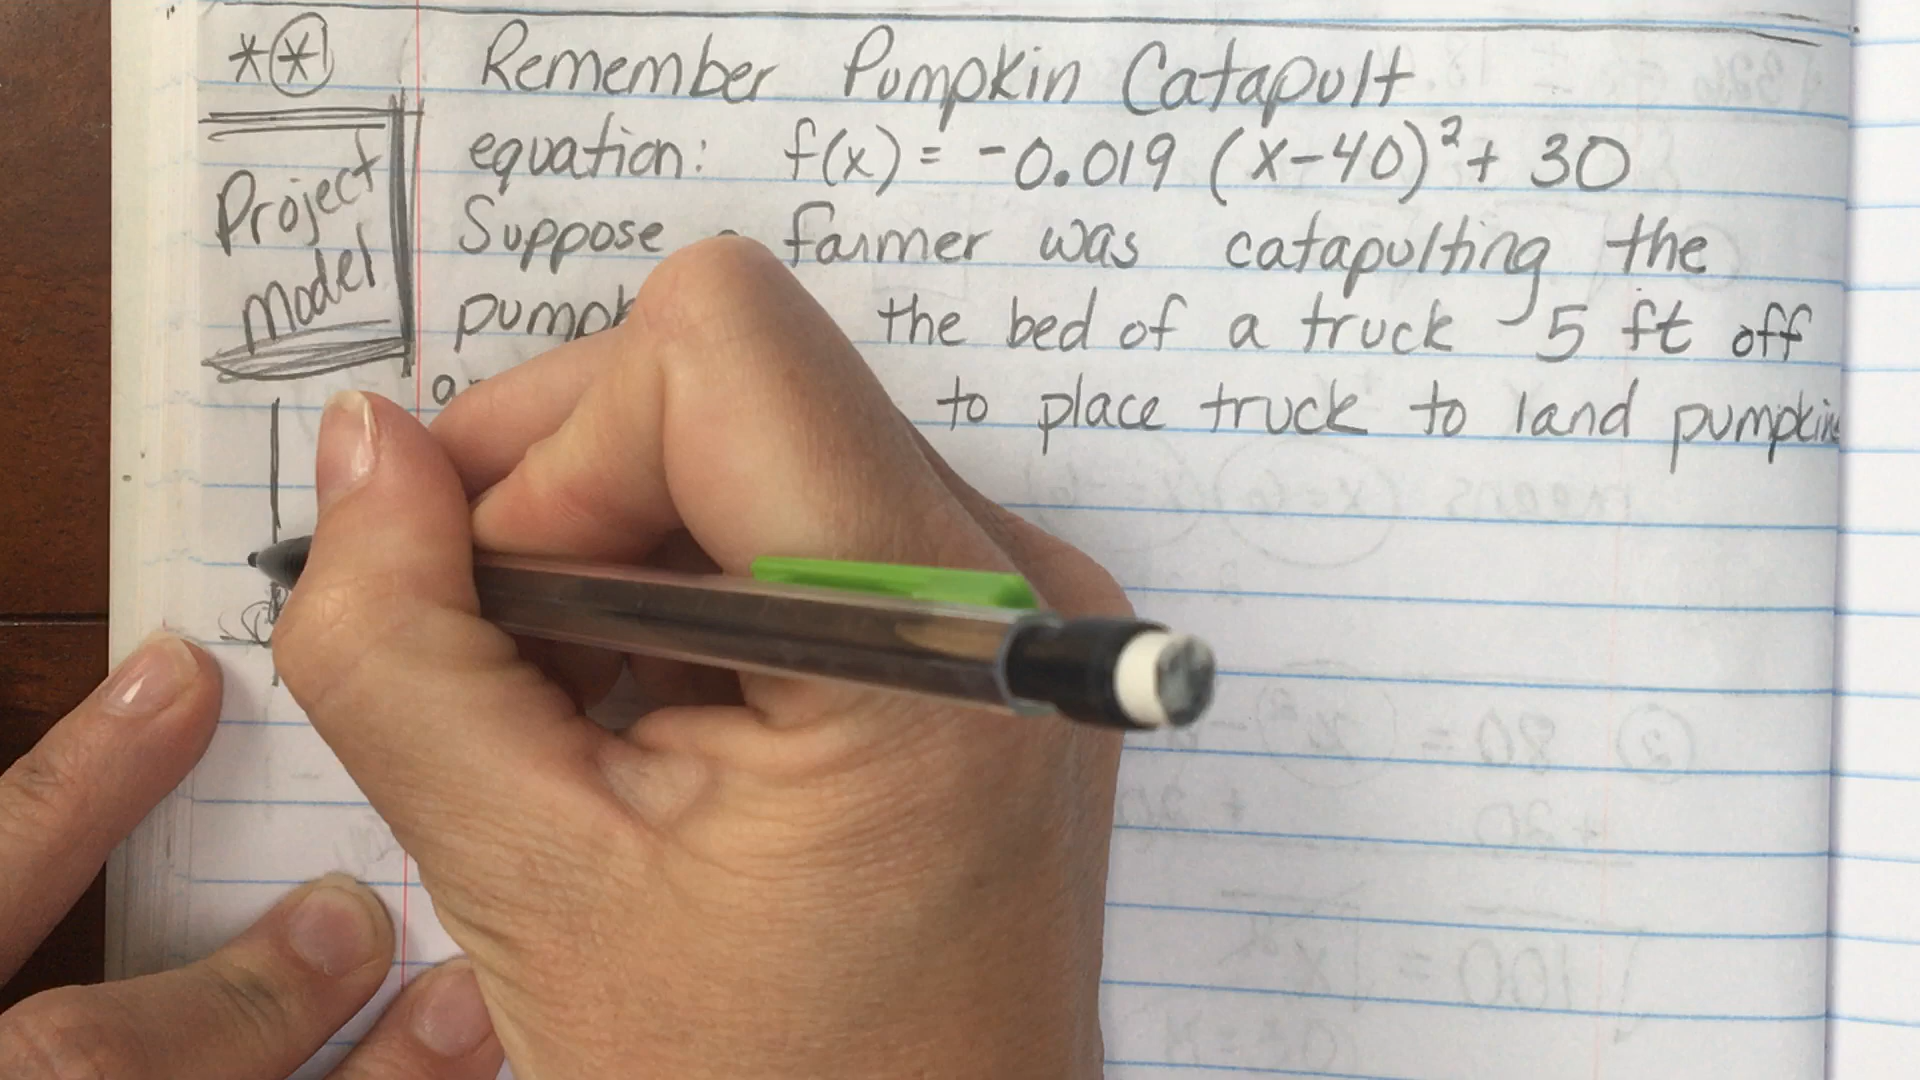 ** Remember Pumpkin Catapult
equation: f(x) = -0.019 (x-40)² + 30
Project
Model
Suppose farmer was catapulting the
the bed of a truck 5 ft off
to place truck to land pumpkin